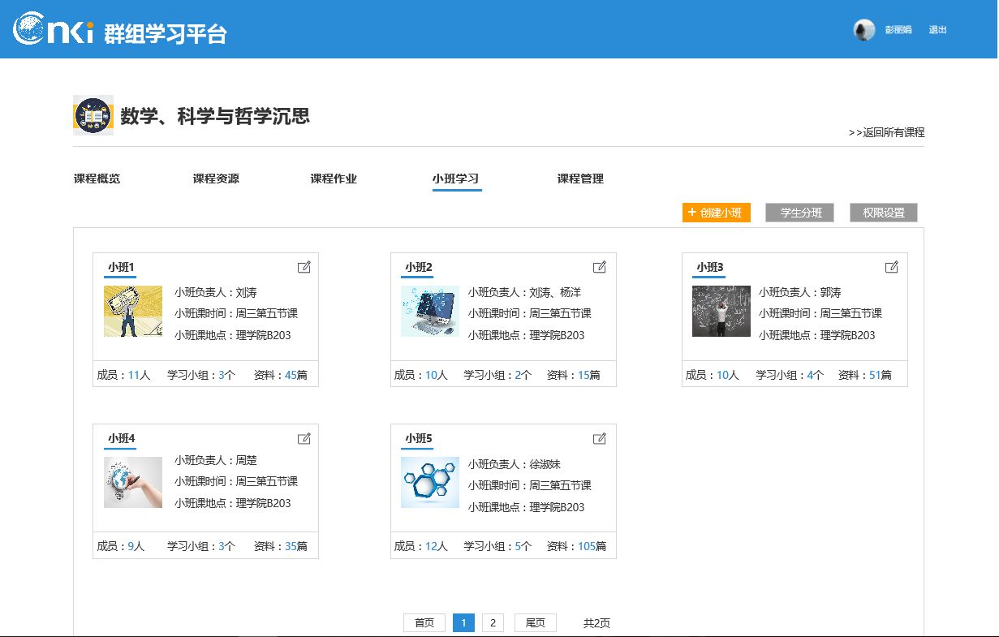 cnki 群组学习平台
彭丽娟 退出
数学、科学与哲学沉思
>>返回所有课程
课程概览 课程资源 课程作业 小班学习 课程管理
+ 创建小班 学生分班 权限设置
小班1
小班负责人：刘涛
小班课时间：周三第五节课
小班课地点：理学院B203
成员：11人 学习小组：3个 资料：45篇
小班2
小班负责人：刘涛、杨洋
小班课时间：周三第五节课
小班课地点：理学院B203
成员：10人 学习小组：2个 资料：15篇
小班3
小班负责人：郭涛
小班课时间：周三第五节课
小班课地点：理学院B203
成员：10人 学习小组：4个 资料：51篇
小班4
小班负责人：周楚
小班课时间：周三第五节课
小班课地点：理学院B203
成员：9人 学习小组：3个 资料：35篇
小班5
小班负责人：徐淑妹
小班课时间：周三第五节课
小班课地点：理学院B203
成员：12人 学习小组：5个 资料：105篇
首页 1 2 尾页 共2页